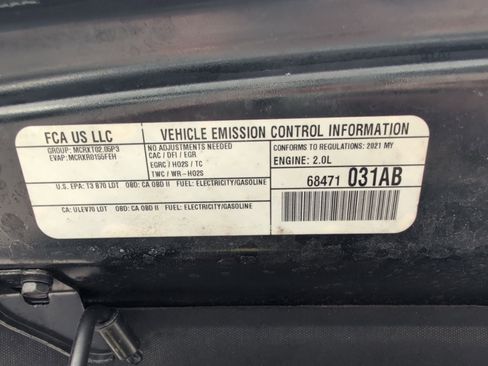 FCA US LLC
GROUP: MCRXT02.05P3
EVAP: MCRXR0155FEH
VEHICLE EMISSION CONTROL INFORMATION
NO ADJUSTMENTS NEEDED
CAC / DFI / EGR
EGRC / HO2S / TC
TWC / WR-HO2S
CONFORMS TO REGULATIONS: 2021 MY
ENGINE: 2.0L
U.S. EPA: T3 B70 LDT OBD: CA OBD II FUEL: ELECTRICITY/GASOLINE
CA: ULEV70 LDT OBD: CA OBD II FUEL: ELECTRICITY/GASOLINE
68471 031AB